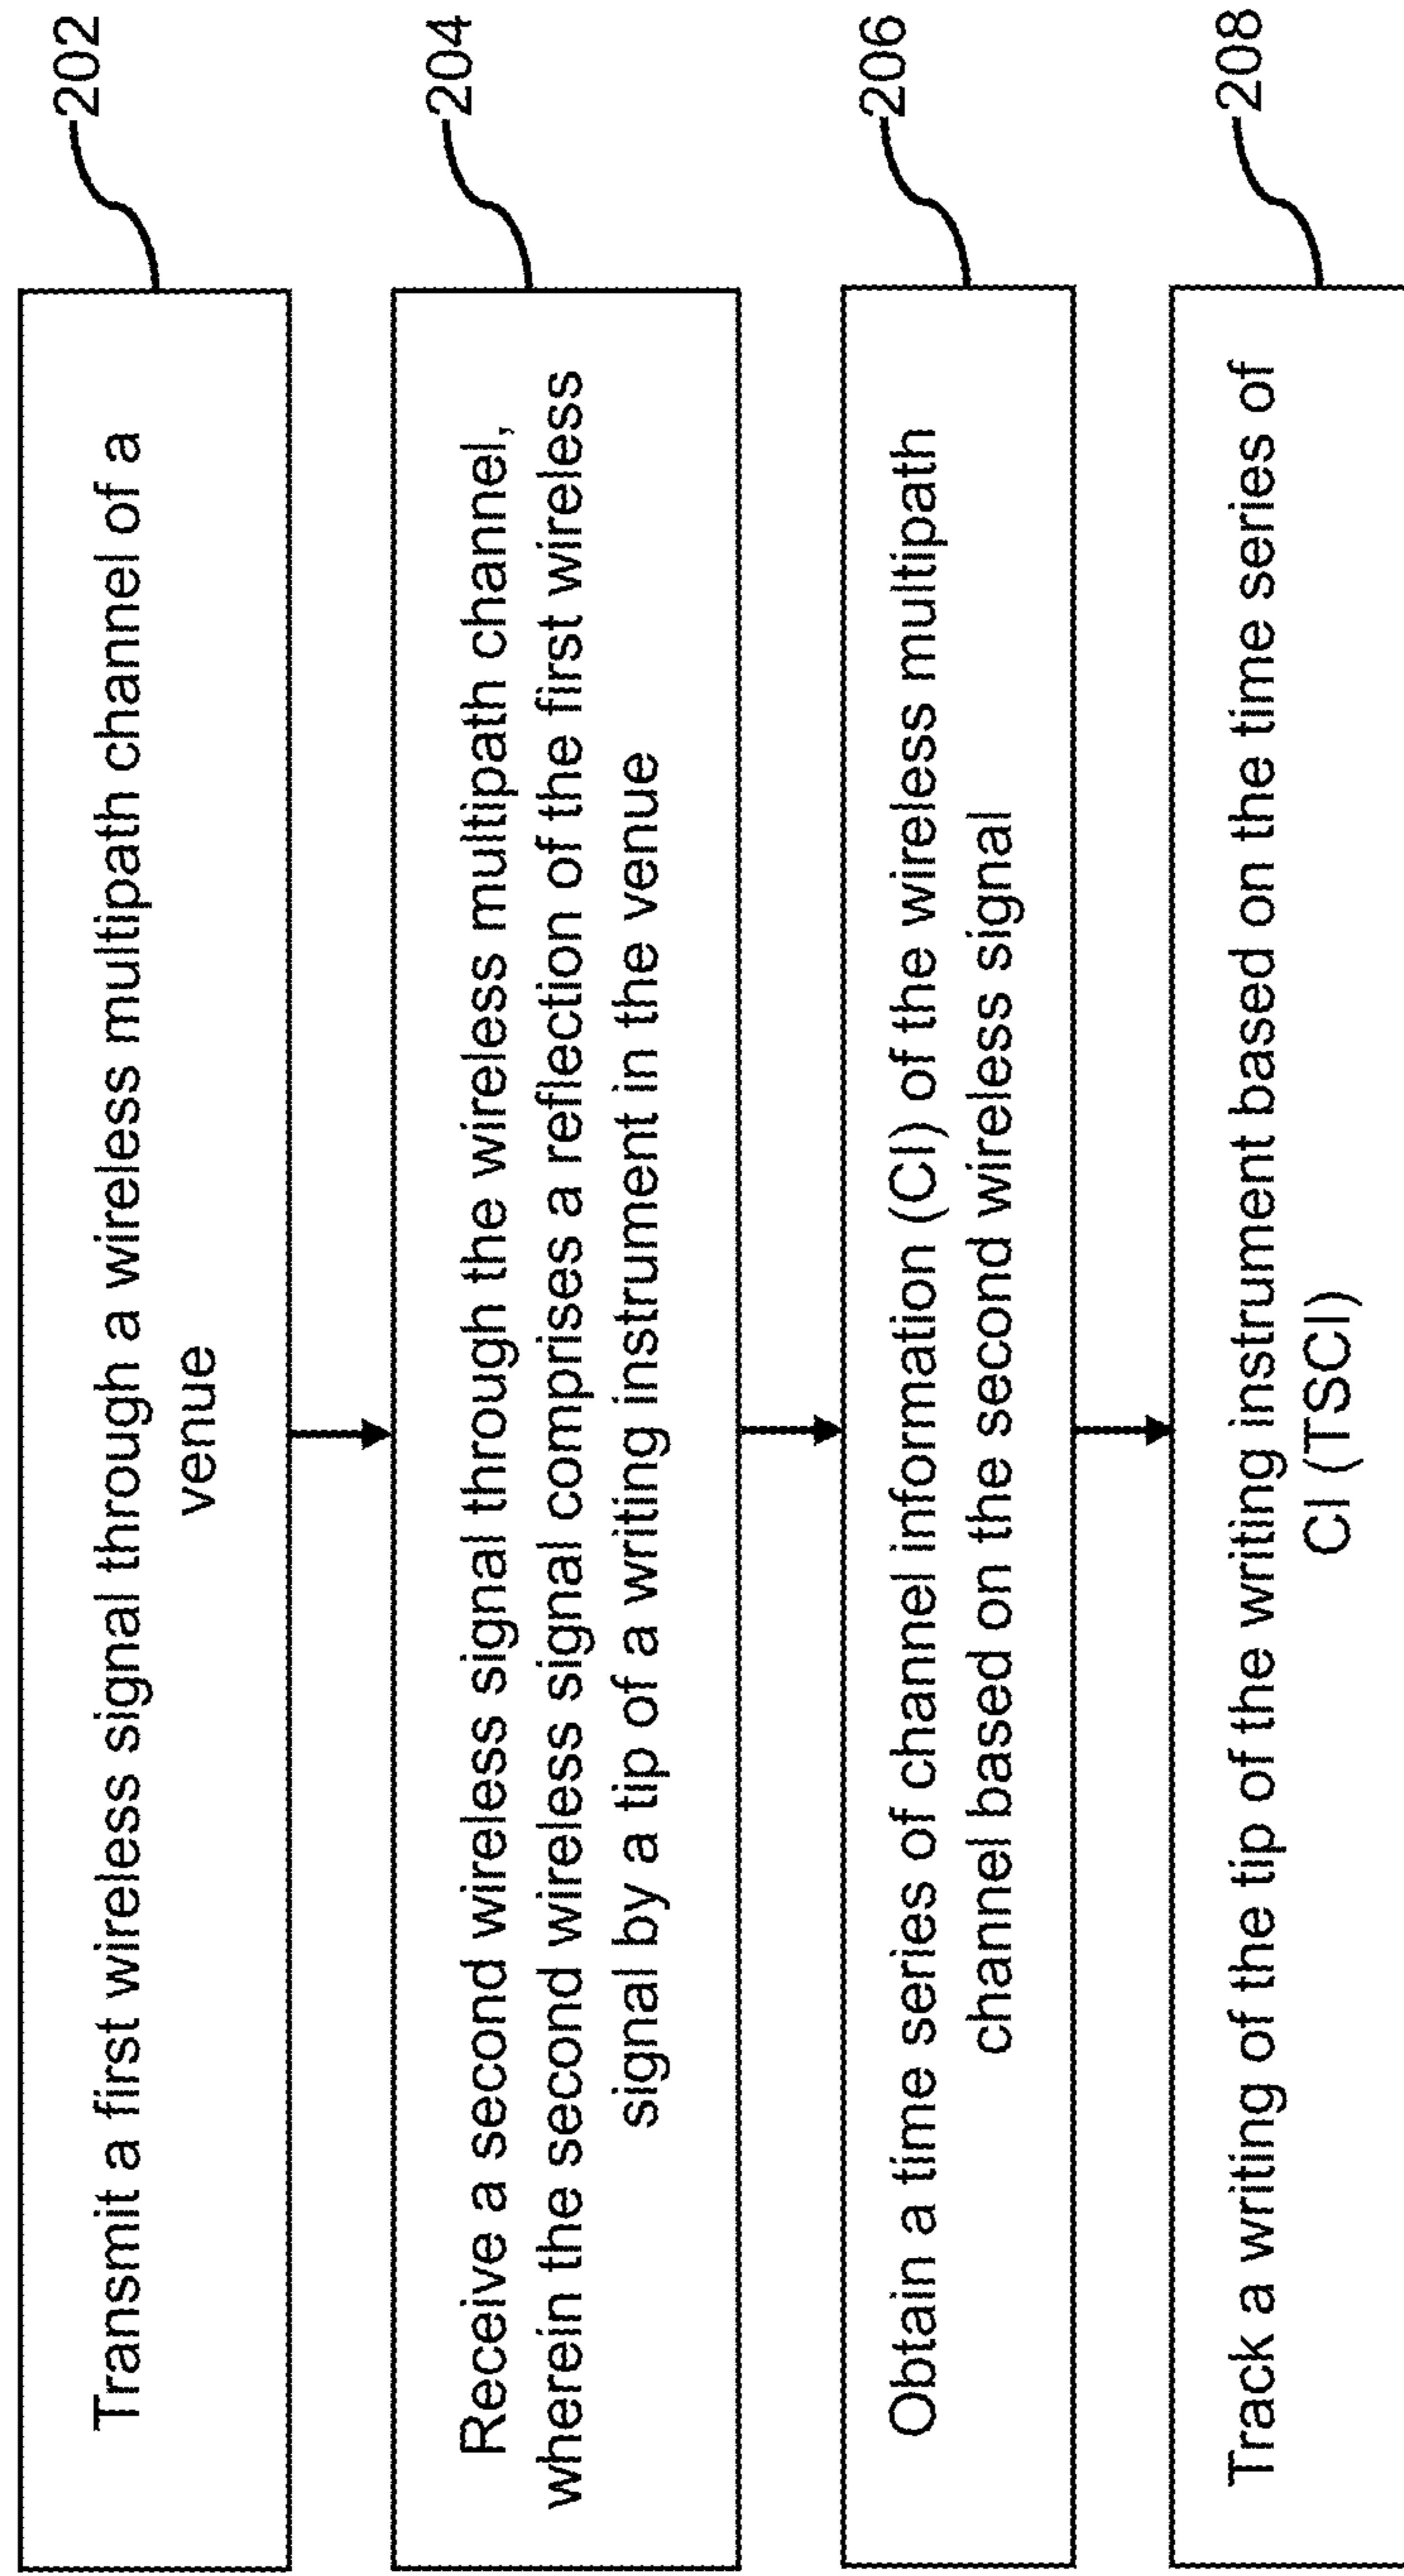 Transmit a first wireless signal through a wireless multipath channel of a
venue
202
Receive a second wireless signal through the wireless multipath channel,
wherein the second wireless signal comprises a reflection of the first wireless
signal by a tip of a writing instrument in the venue
204
Obtain a time series of channel information (CI) of the wireless multipath
channel based on the second wireless signal
206
Track a writing of the tip of the writing instrument based on the time series of
CI (TSCI)
208